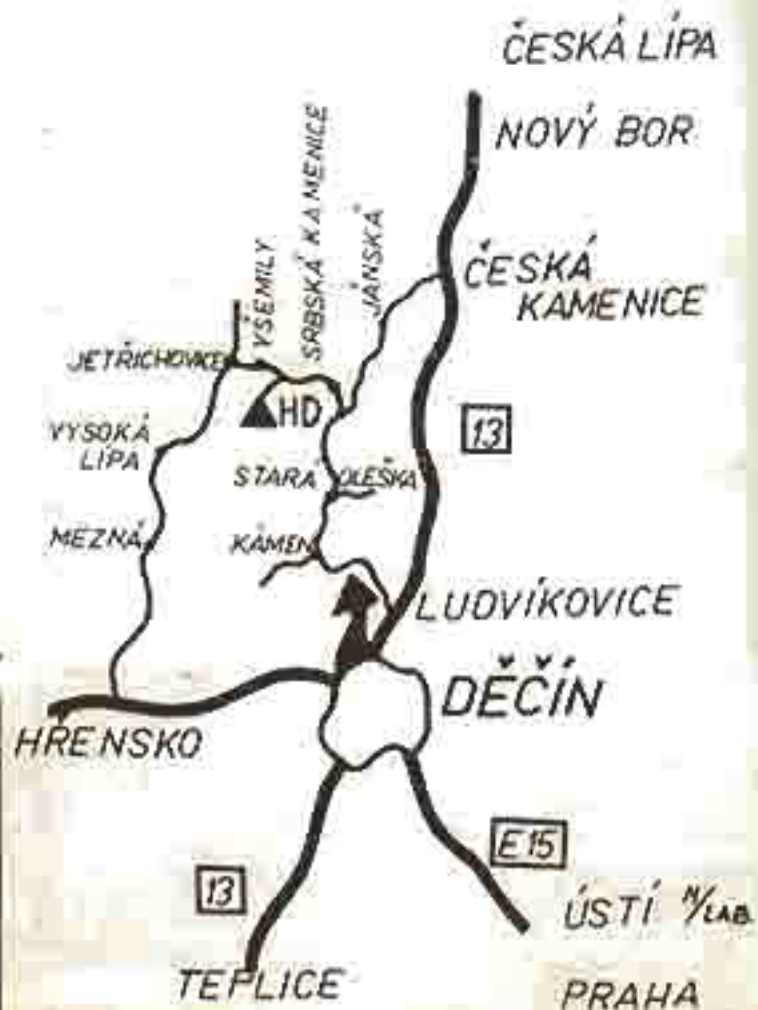 ČESKÁ LÍPA
NOVÝ BOR
SRBSKÁ KAMENICE
VŠEMILY
JÁNSKÁ
ČESKÁ
KAMENICE
JETŘICHOVICE
HD
13
VYSOKÁ
LÍPA
STARÁ OLEŠKA
MEZNÁ
KÁMEN
LUDVÍKOVICE
DĚČÍN
HŘENSKO
E15
13
ÚSTÍ N/LAB.
TEPLICE
PRAHA